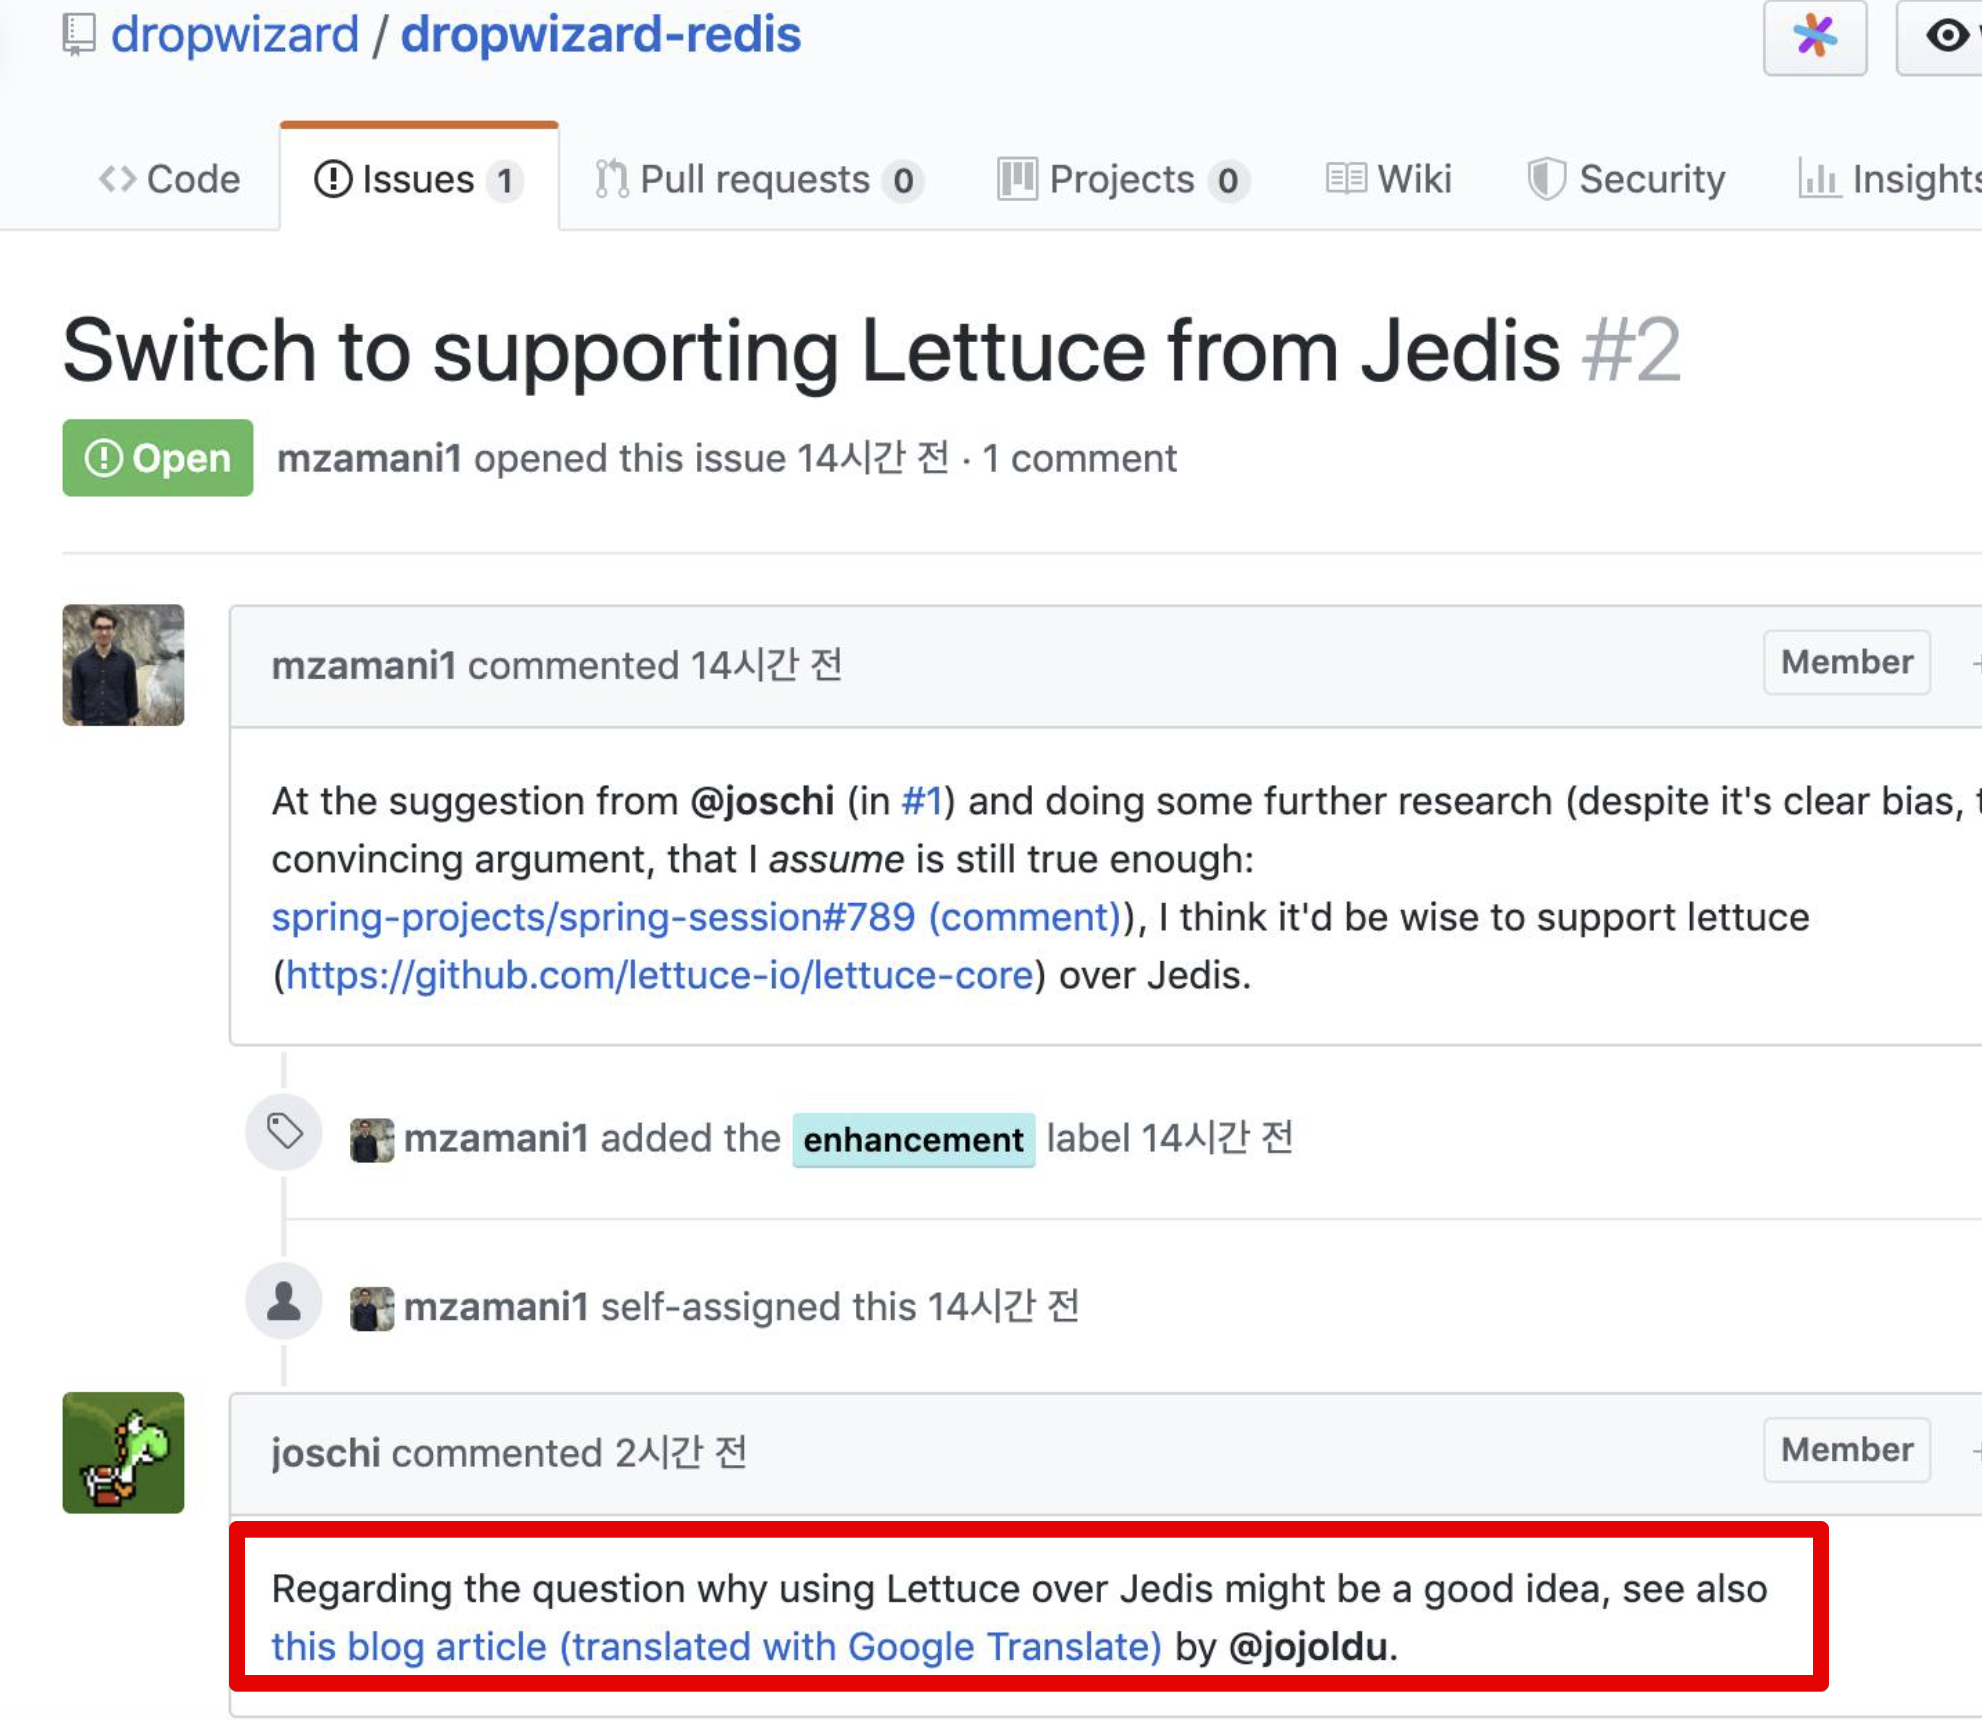 dropwizard / dropwizard-redis
Code Issues 1 Pull requests 0 Projects 0 Wiki Security Insights
Switch to supporting Lettuce from Jedis #2
Open mzamani1 opened this issue 14시간 전 · 1 comment
mzamani1 commented 14시간 전 Member
At the suggestion from @joschi (in #1) and doing some further research (despite it's clear bias,
convincing argument, that I assume is still true enough:
spring-projects/spring-session#789 (comment)), I think it'd be wise to support lettuce
(https://github.com/lettuce-io/lettuce-core) over Jedis.
mzamani1 added the enhancement label 14시간 전
mzamani1 self-assigned this 14시간 전
joschi commented 2시간 전 Member
Regarding the question why using Lettuce over Jedis might be a good idea, see also
this blog article (translated with Google Translate) by @jojoldu.